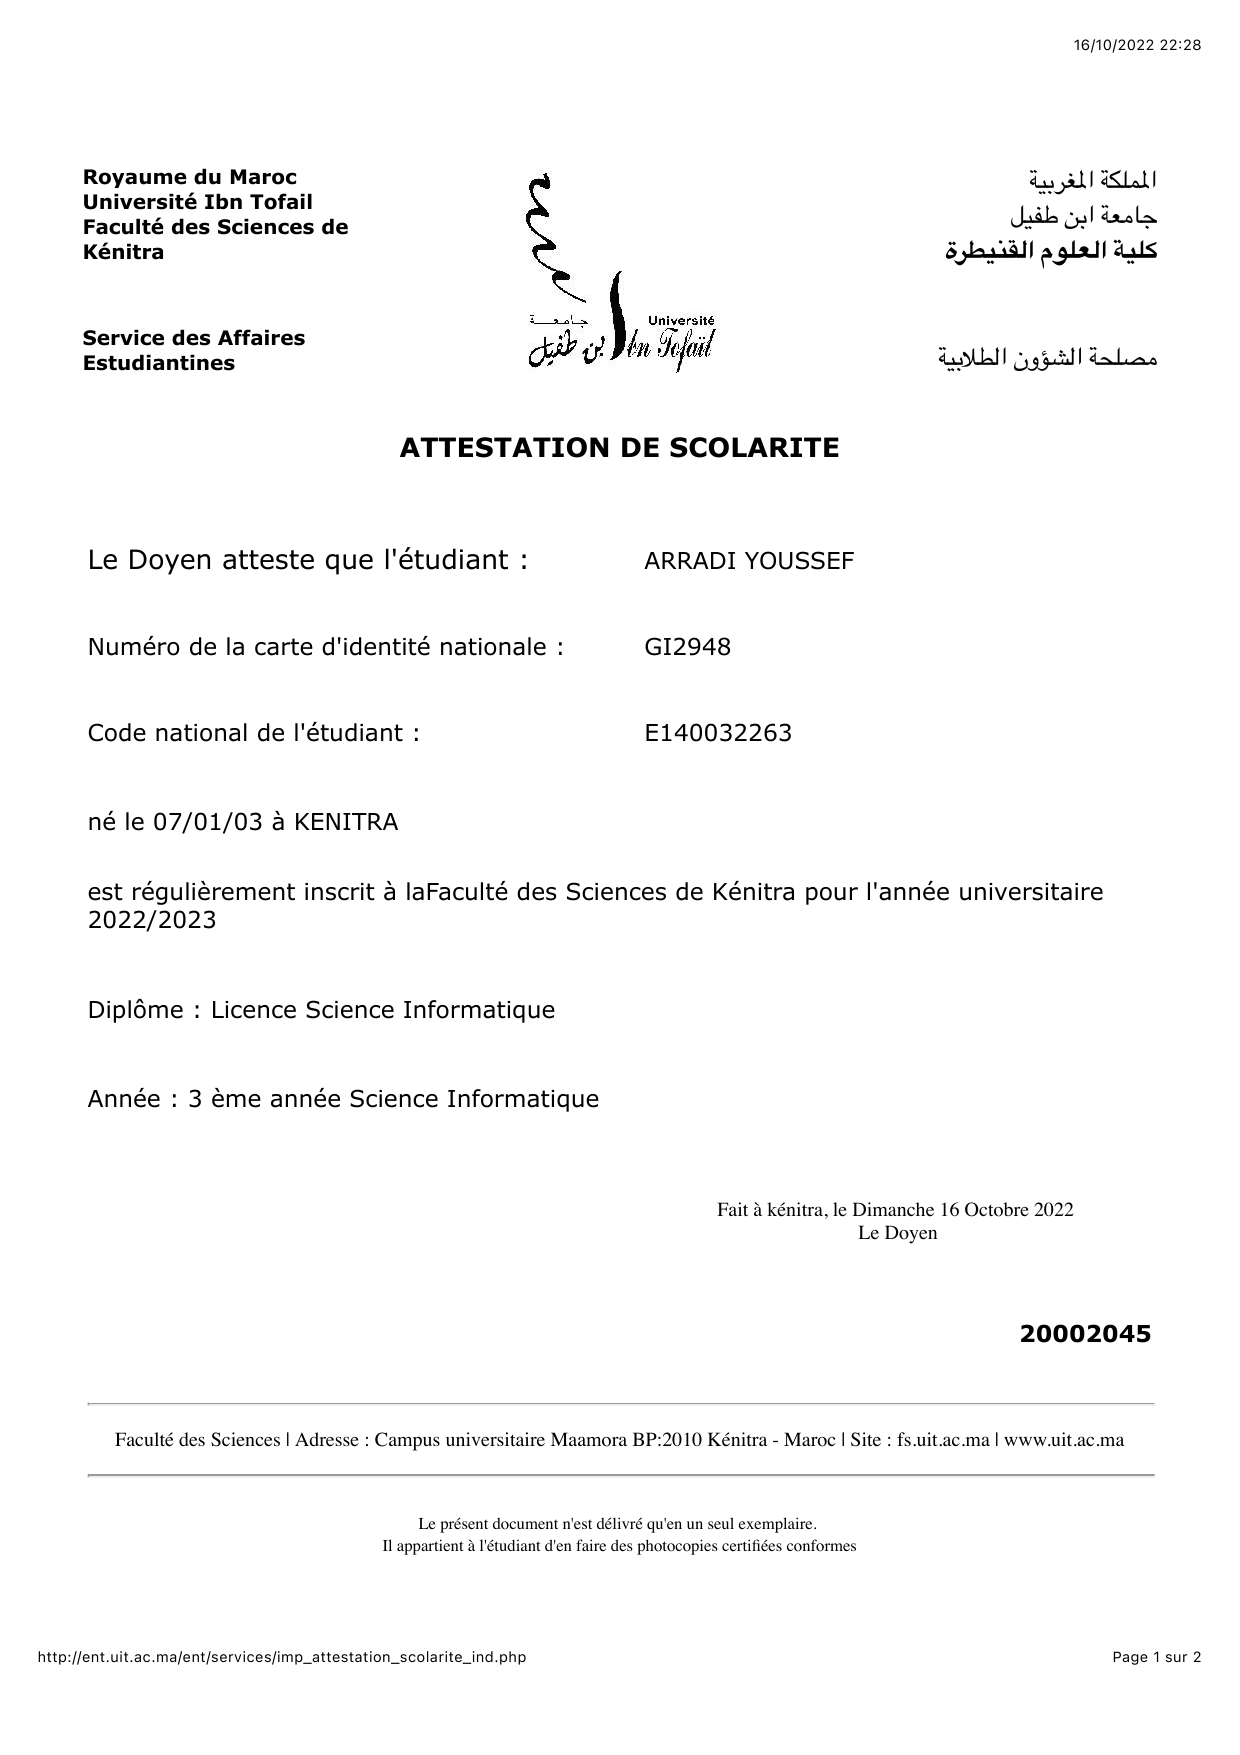 16/10/2022 22:28
Royaume du Maroc
Université Ibn Tofail
Faculté des Sciences de
Kénitra
Service des Affaires
Estudiantines
جامعة
Université
ابن طفيل
Ibn Tofaïl
المملكة المغربية
جامعة ابن طفيل
كلية العلوم القنيطرة
مصلحة الشؤون الطلابية
ATTESTATION DE SCOLARITE
Le Doyen atteste que l'étudiant : ARRADI YOUSSEF
Numéro de la carte d'identité nationale : GI2948
Code national de l'étudiant : E140032263
né le 07/01/03 à KENITRA
est régulièrement inscrit à laFaculté des Sciences de Kénitra pour l'année universitaire
2022/2023
Diplôme : Licence Science Informatique
Année : 3 ème année Science Informatique
Fait à kénitra, le Dimanche 16 Octobre 2022
Le Doyen
20002045
Faculté des Sciences | Adresse : Campus universitaire Maamora BP:2010 Kénitra - Maroc | Site : fs.uit.ac.ma | www.uit.ac.ma
Le présent document n'est délivré qu'en un seul exemplaire.
Il appartient à l'étudiant d'en faire des photocopies certifiées conformes
http://ent.uit.ac.ma/ent/services/imp_attestation_scolarite_ind.php
Page 1 sur 2